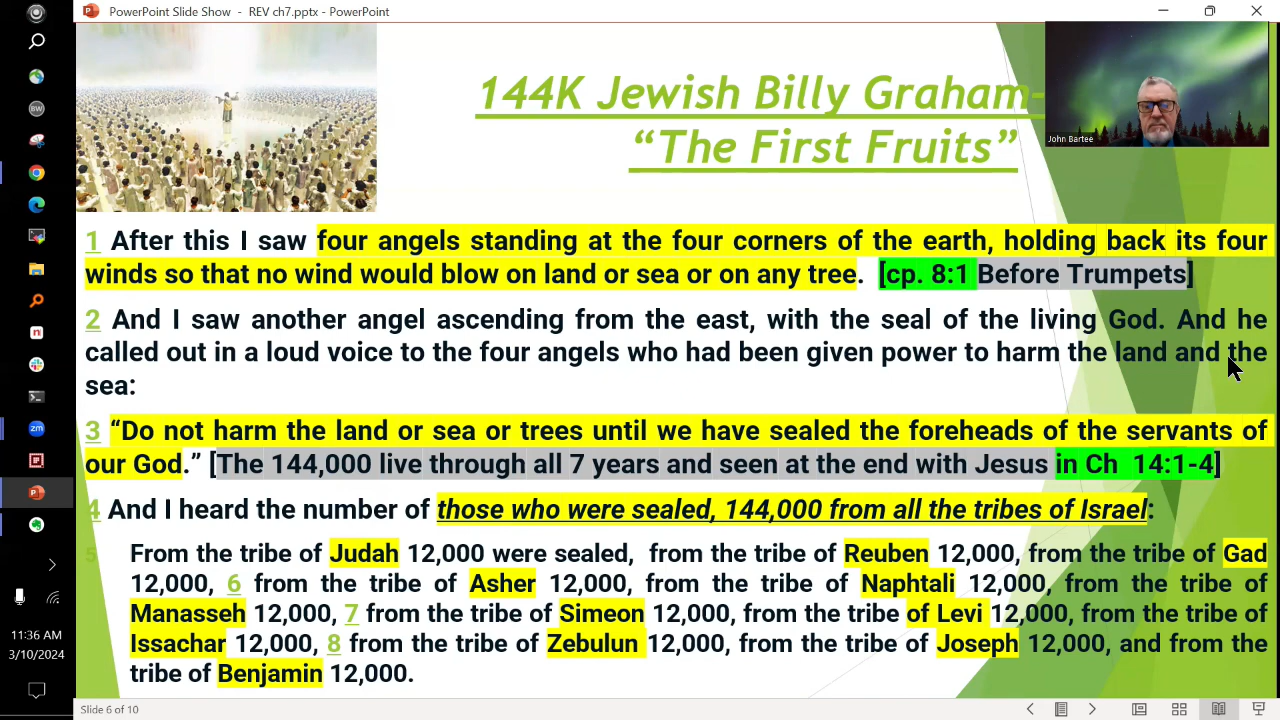 PowerPoint Slide Show - REV ch7.pptx - PowerPoint
144K Jewish Billy Graham-
“The First Fruits”
John Bartee
1 After this I saw four angels standing at the four corners of the earth, holding back its four
winds so that no wind would blow on land or sea or on any tree. [cp. 8:1 Before Trumpets]
2 And I saw another angel ascending from the east, with the seal of the living God. And he
called out in a loud voice to the four angels who had been given power to harm the land and the
sea:
3 “Do not harm the land or sea or trees until we have sealed the foreheads of the servants of
our God.” [The 144,000 live through all 7 years and seen at the end with Jesus in Ch 14:1-4]
4 And I heard the number of those who were sealed, 144,000 from all the tribes of Israel:
5 From the tribe of Judah 12,000 were sealed, from the tribe of Reuben 12,000, from the tribe of Gad
12,000, 6 from the tribe of Asher 12,000, from the tribe of Naphtali 12,000, from the tribe of
Manasseh 12,000, 7 from the tribe of Simeon 12,000, from the tribe of Levi 12,000, from the tribe of
Issachar 12,000, 8 from the tribe of Zebulun 12,000, from the tribe of Joseph 12,000, and from the
tribe of Benjamin 12,000.
BW
n
zm
11:36 AM
3/10/2024
Slide 6 of 10